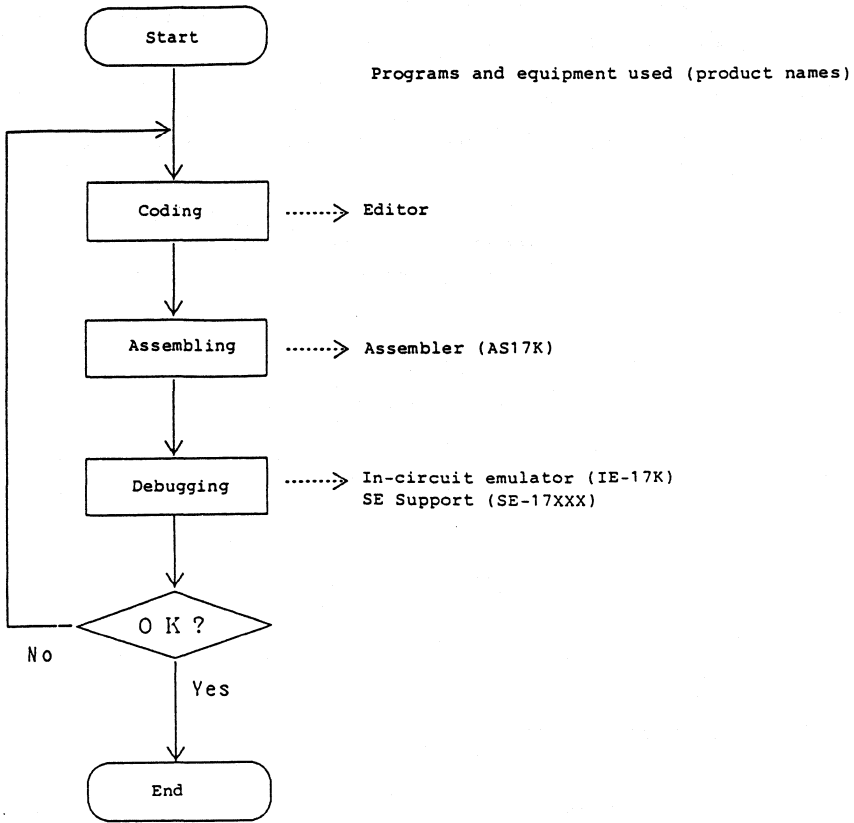 Start
Programs and equipment used (product names)
Coding
Editor
Assembling
Assembler (AS17K)
Debugging
In-circuit emulator (IE-17K)
SE Support (SE-17XXX)
OK?
No
Yes
End